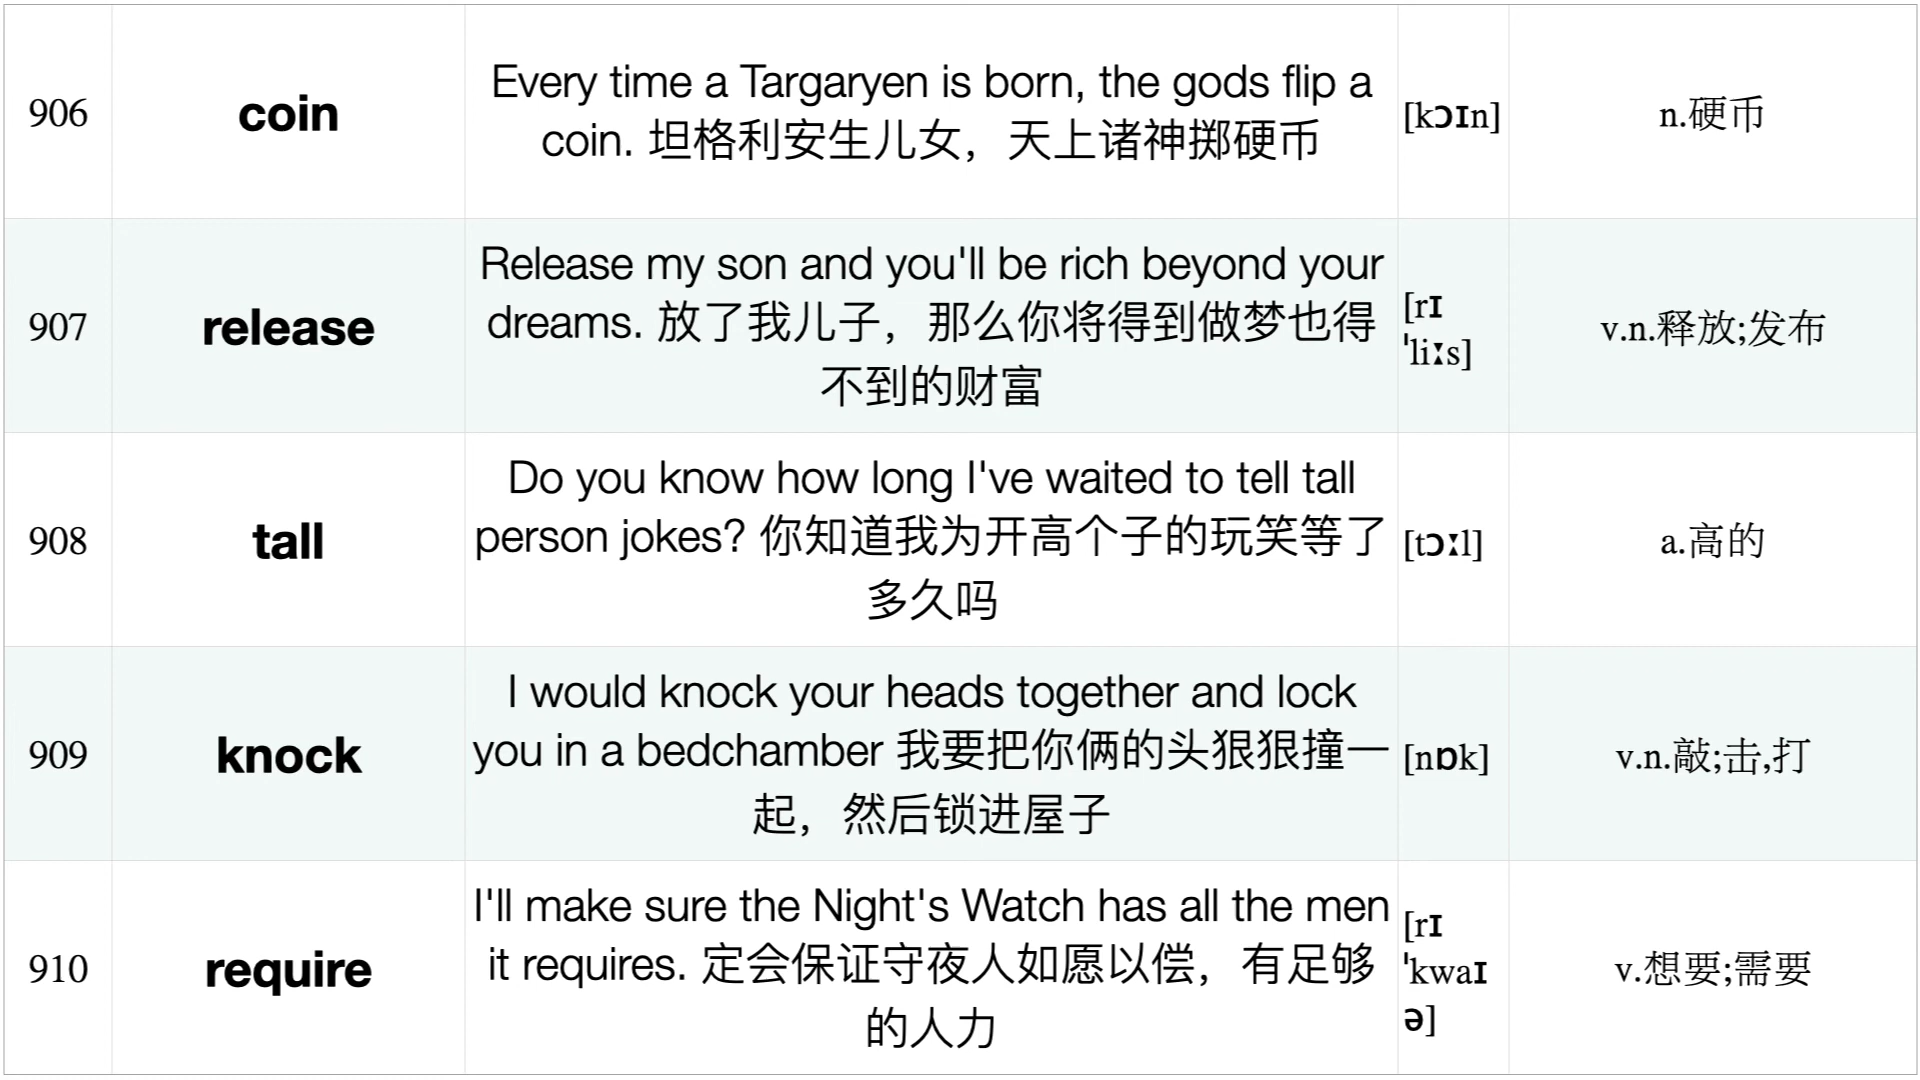 906
coin
Every time a Targaryen is born, the gods flip a
coin. 坦格利安生儿女，天上诸神掷硬币
[kɔɪn]
n.硬币
907
release
Release my son and you'll be rich beyond your
dreams. 放了我儿子，那么你将得到做梦也得
不到的财富
[rɪ
ˈliːs]
v.n.释放;发布
908
tall
Do you know how long I've waited to tell tall
person jokes? 你知道我为开高个子的玩笑等了
多久吗
[tɔːl]
a.高的
909
knock
I would knock your heads together and lock
you in a bedchamber 我要把你俩的头狠狠撞一
起，然后锁进屋子
[nɒk]
v.n.敲;击,打
910
require
I'll make sure the Night's Watch has all the men
it requires. 定会保证守夜人如愿以偿，有足够
的人力
[rɪ
ˈkwaɪ
ə]
v.想要;需要